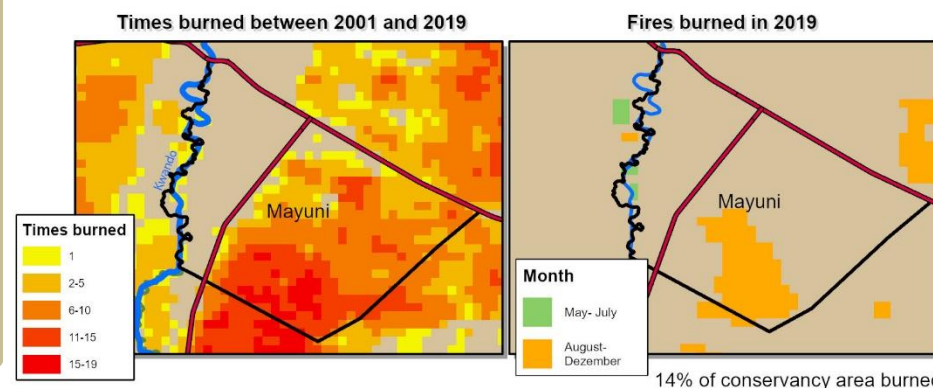 Times burned between 2001 and 2019
Kwando
Mayuni
Times burned
1
2-5
6-10
11-15
15-19
Fires burned in 2019
Mayuni
Month
May- July
August-
Dezember
14% of conservancy area burned